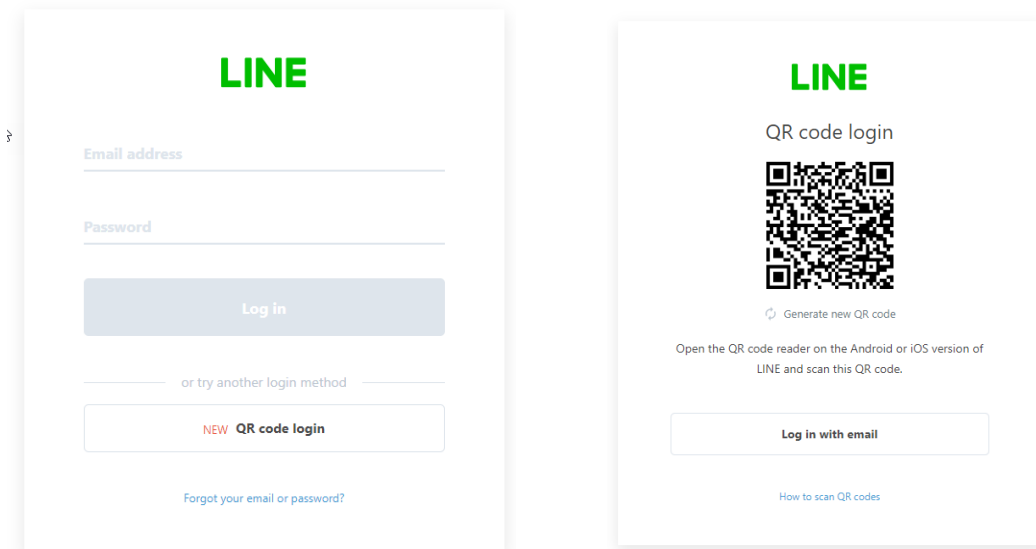 LINE
Email address
Password
Log in
or try another login method
NEW QR code login
Forgot your email or password?
LINE
QR code login
Generate new QR code
Open the QR code reader on the Android or iOS version of
LINE and scan this QR code.
Log in with email
How to scan QR codes